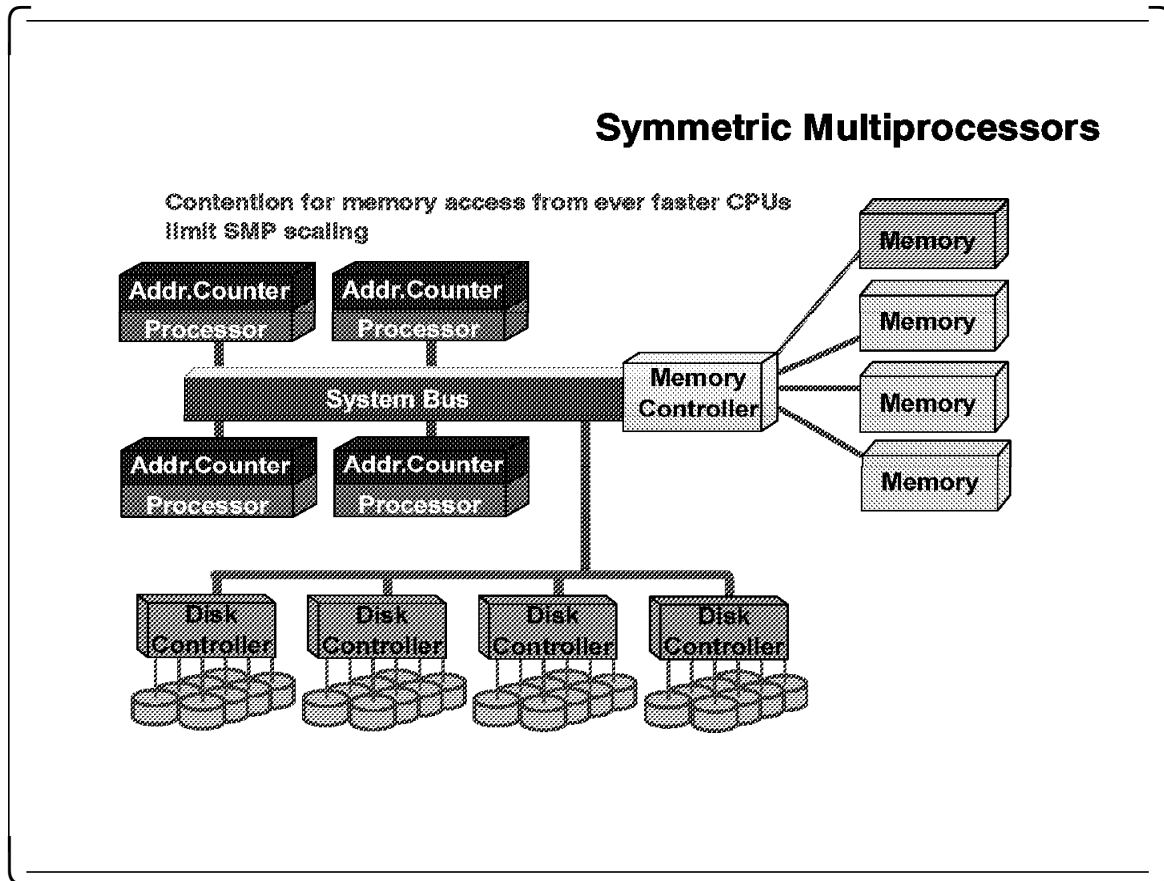 Symmetric Multiprocessors
Contention for memory access from ever faster CPUs
limit SMP scaling
Memory
Addr.Counter
Processor
Addr.Counter
Processor
Memory
System Bus
Memory
Controller
Memory
Addr.Counter
Processor
Addr.Counter
Processor
Memory
Disk
Controller
Disk
Controller
Disk
Controller
Disk
Controller